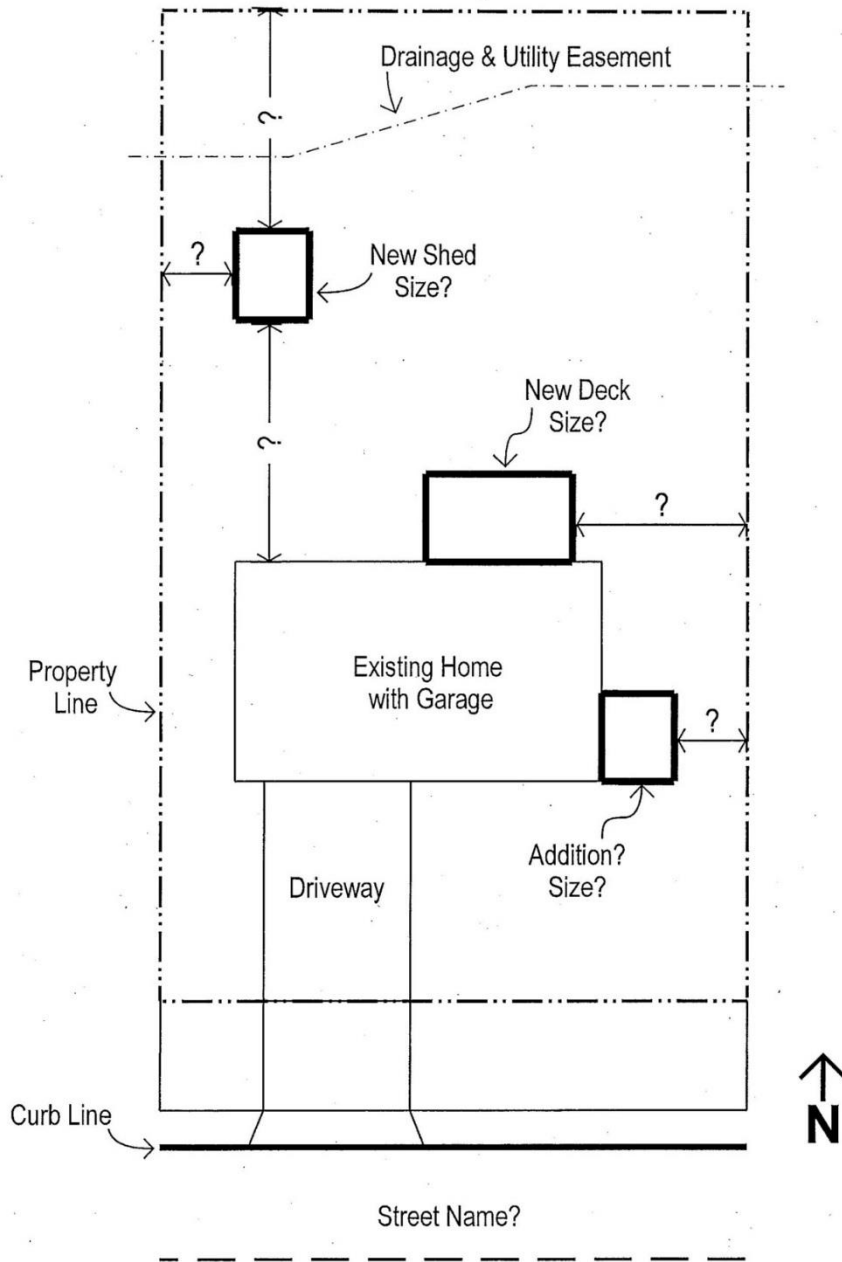 Drainage & Utility Easement
?
?
New Shed
Size?
?
New Deck
Size?
?
Property
Line
Existing Home
with Garage
?
Addition?
Size?
Driveway
Curb Line
N
Street Name?